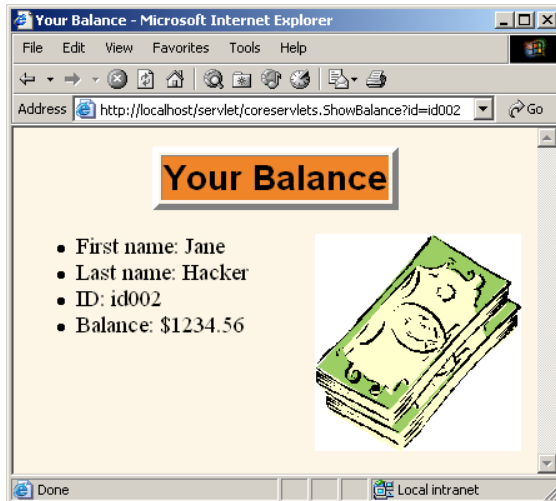 Your Balance - Microsoft Internet Explorer
File Edit View Favorites Tools Help
Address http://localhost/servlet/coreservlets.ShowBalance?id=id002 Go
Your Balance
First name: Jane
Last name: Hacker
ID: id002
Balance: $1234.56
Done Local intranet